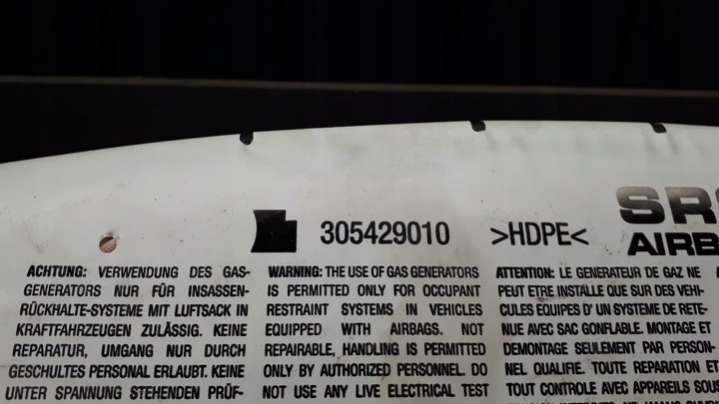 305429010 >HDPE<
AIRB
ACHTUNG: VERWENDUNG DES GAS-
GENERATORS NUR FÜR INSASSEN-
RÜCKHALTE-SYSTEME MIT LUFTSACK IN
KRAFTFAHRZEUGEN ZULÄSSIG. KEINE
REPARATUR, UMGANG NUR DURCH
GESCHULTES PERSONAL ERLAUBT. KEINE
UNTER SPANNUNG STEHENDEN PRÜF-
WARNING: THE USE OF GAS GENERATORS
IS PERMITTED ONLY FOR OCCUPANT
RESTRAINT SYSTEMS IN VEHICLES
EQUIPPED WITH AIRBAGS. NOT
REPAIRABLE, HANDLING IS PERMITTED
ONLY BY AUTHORIZED PERSONNEL. DO
NOT USE ANY LIVE ELECTRICAL TEST
ATTENTION: LE GENERATEUR DE GAZ NE
PEUT ETRE INSTALLE QUE SUR DES VEHI-
CULES EQUIPES D' UN SYSTEME DE RETE-
NUE AVEC SAC GONFLABLE. MONTAGE ET
DEMONTAGE SEULEMENT PAR PERSON-
NEL QUALIFIE. TOUTE REPARATION ET
TOUT CONTROLE AVEC APPAREILS SOUS